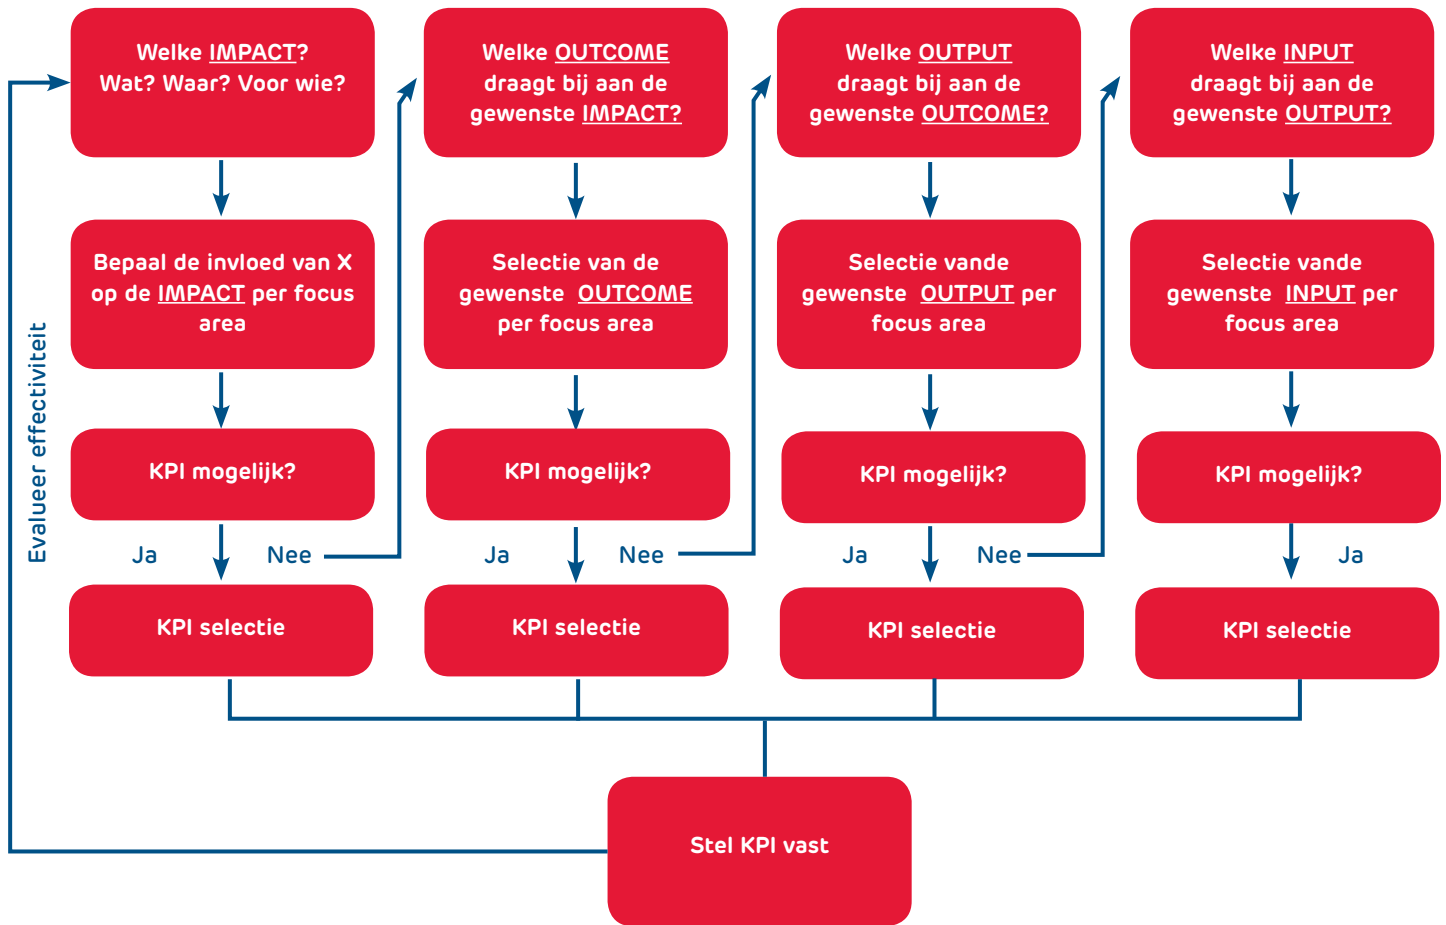 Welke IMPACT?
Wat? Waar? Voor wie?
Welke OUTCOME
draagt bij aan de
gewenste IMPACT?
Welke OUTPUT
draagt bij aan de
gewenste OUTCOME?
Welke INPUT
draagt bij aan de
gewenste OUTPUT?
Bepaal de invloed van X
op de IMPACT per focus
area
Selectie van de
gewenste OUTCOME
per focus area
Selectie vande
gewenste OUTPUT per
focus area
Selectie vande
gewenste INPUT per
focus area
Evalueer effectiviteit
KPI mogelijk?
KPI mogelijk?
KPI mogelijk?
KPI mogelijk?
Ja
Nee
Ja
Nee
Ja
Nee
Ja
KPI selectie
KPI selectie
KPI selectie
KPI selectie
Stel KPI vast